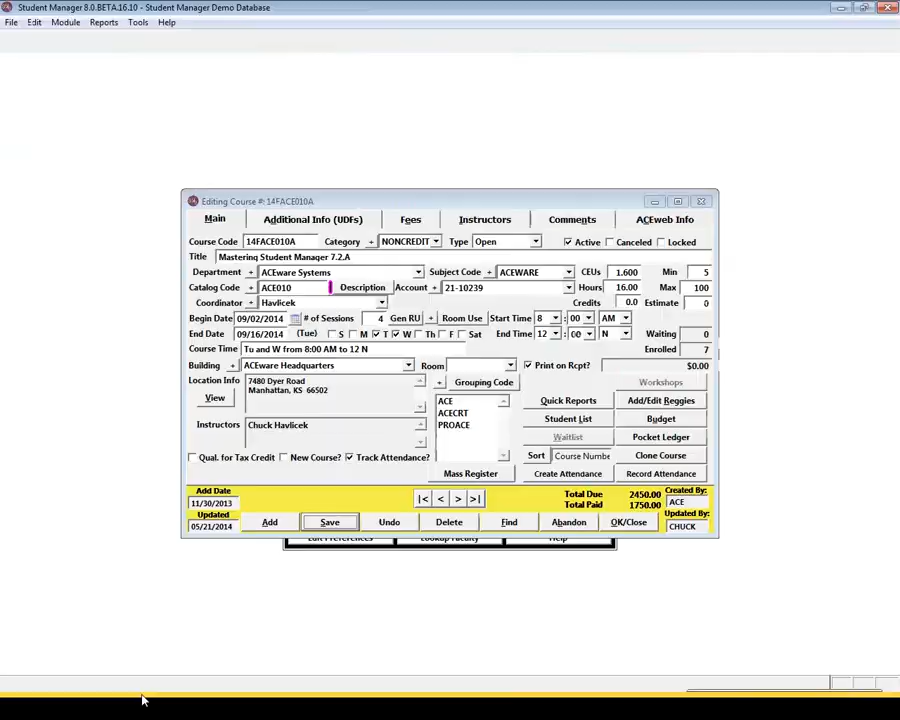 Student Manager 8.0.BETA.16.10 - Student Manager Demo Database
File Edit Module Reports Tools Help
Editing Course #: 14FACE010A
Main Additional Info (UDFs) Fees Instructors Comments ACEweb Info
Course Code 14FACE010A Category + NONCREDIT Type Open Active Canceled Locked
Title Mastering Student Manager 7.2.A
Department + ACEware Systems Subject Code + ACEWARE CEUs 1.600 Min 5
Catalog Code + ACE010 Description Account + 21-10239 Hours 16.00 Max 100
Coordinator + Havlicek Credits 0.0 Estimate 0
Begin Date 09/02/2014 # of Sessions 4 Gen RU + Room Use Start Time 8 : 00 AM
End Date 09/16/2014 (Tue) S M T W Th F Sat End Time 12 : 00 N Waiting 0
Course Time Tu and W from 8:00 AM to 12 N Enrolled 7
Building + ACEware Headquarters Room Print on Rcpt? $0.00
Location Info 7480 Dyer Road + Grouping Code Workshops
Manhattan, KS 66502
View ACE Quick Reports Add/Edit Reggies
ACECRT Student List Budget
Instructors Chuck Havlicek PROACE
Waitlist Pocket Ledger
Qual. for Tax Credit New Course? Track Attendance? Sort Course Numbe Close Course
Mass Register Create Attendance Record Attendance
Add Date |< < > >| Total Due 2450.00 Created By:
11/30/2013 Total Paid 1750.00 ACE
Updated Updated By:
05/21/2014 Add Save Undo Delete Find Abandon OK/Close CHUCK
Edit Preferences Lookup Faculty Help